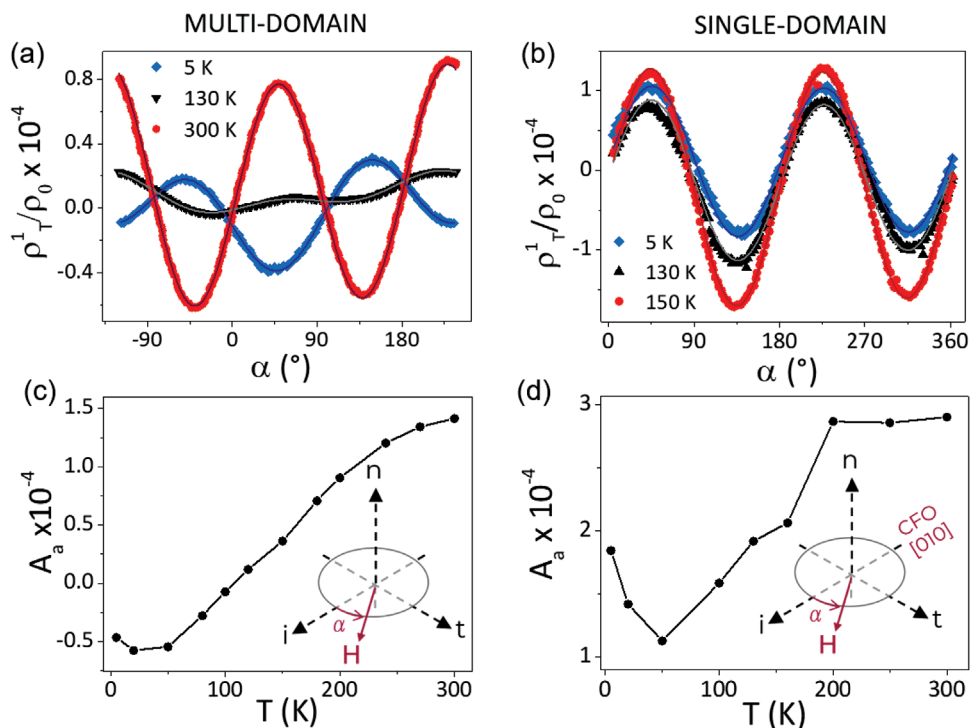 MULTI-DOMAIN
SINGLE-DOMAIN
(a)
0.8
0.4
0.0
-0.4
ρ¹_T/ρ₀ x 10⁻⁴
5 K
130 K
300 K
-90 0 90 180
α (°)
(b)
1
0
-1
ρ¹_T/ρ₀ x 10⁻⁴
5 K
130 K
150 K
0 90 180 270 360
α (°)
(c)
1.5
1.0
0.5
0.0
-0.5
Aₐ x10⁻⁴
n
i
α
H
t
0 100 200 300
T (K)
(d)
3
2
1
Aₐ x 10⁻⁴
n
CFO
[010]
i
α
H
t
0 100 200 300
T (K)